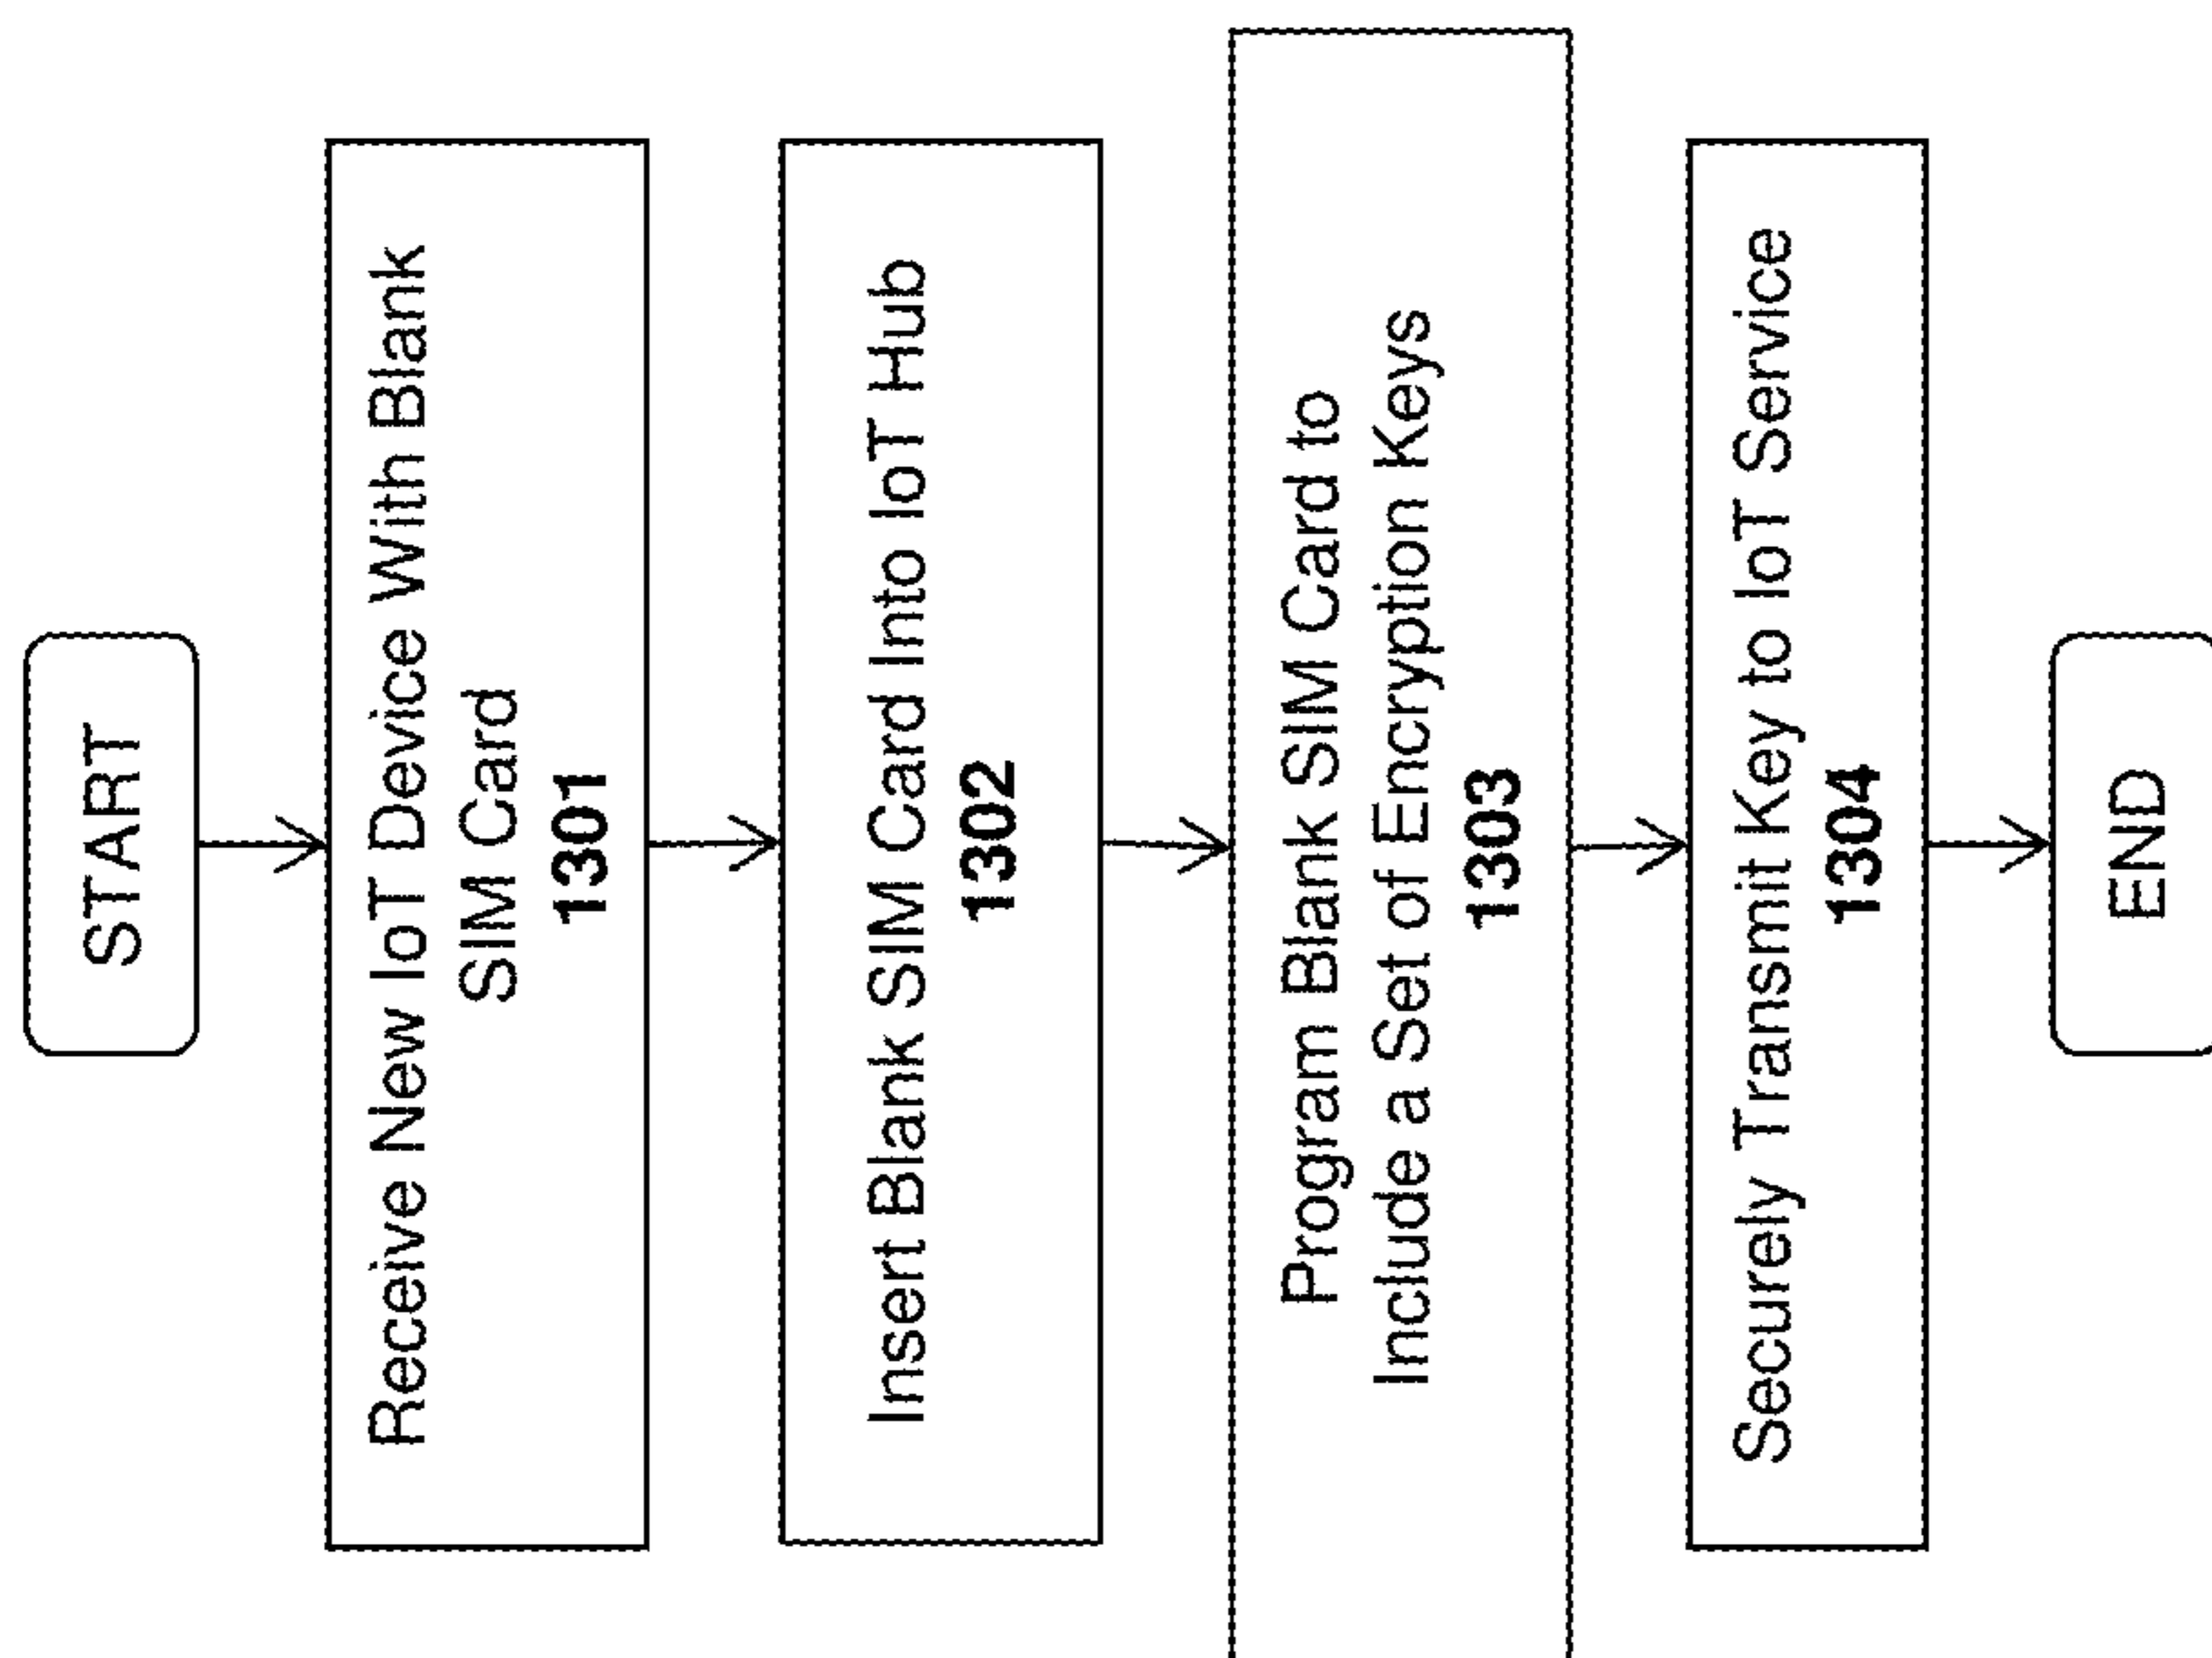 START
Receive New IoT Device With Blank
SIM Card
1301
Insert Blank SIM Card Into IoT Hub
1302
Program Blank SIM Card to
Include a Set of Encryption Keys
1303
Securely Transmit Key to IoT Service
1304
END